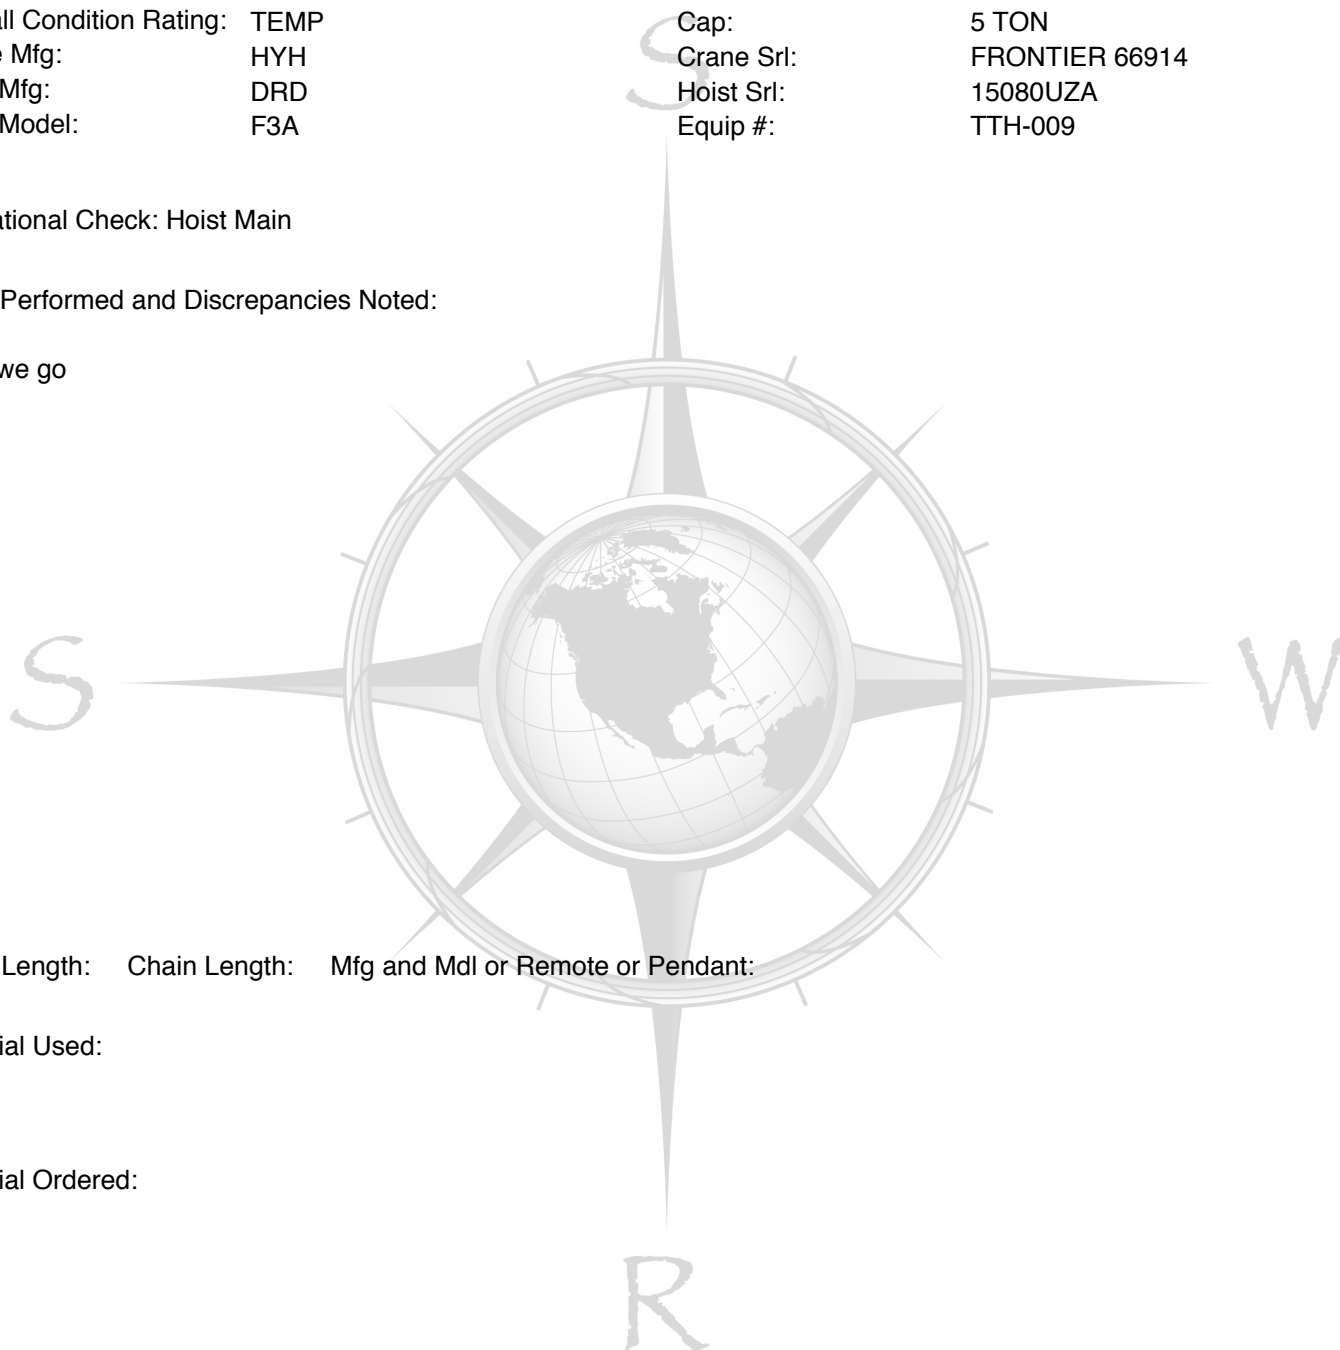 all Condition Rating: TEMP Cap: 5 TON
e Mfg: HYH Crane Srl: FRONTIER 66914
Mfg: DRD Hoist Srl: 15080UZA
Model: F3A Equip #: TTH-009
ational Check: Hoist Main
Performed and Discrepancies Noted:
we go
S
S
W
Length: Chain Length: Mfg and Mdl or Remote or Pendant:
ial Used:
ial Ordered:
R